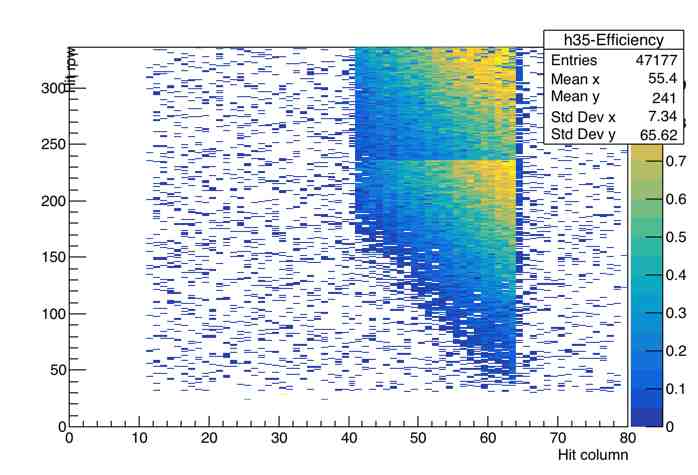 h35-Efficiency
Entries 47177
Mean x 55.4
Mean y 241
Std Dev x 7.34
Std Dev y 65.62
Hit row
300
250
200
150
100
50
0
0 10 20 30 40 50 60 70 80
Hit column
0.7
0.6
0.5
0.4
0.3
0.2
0.1
0